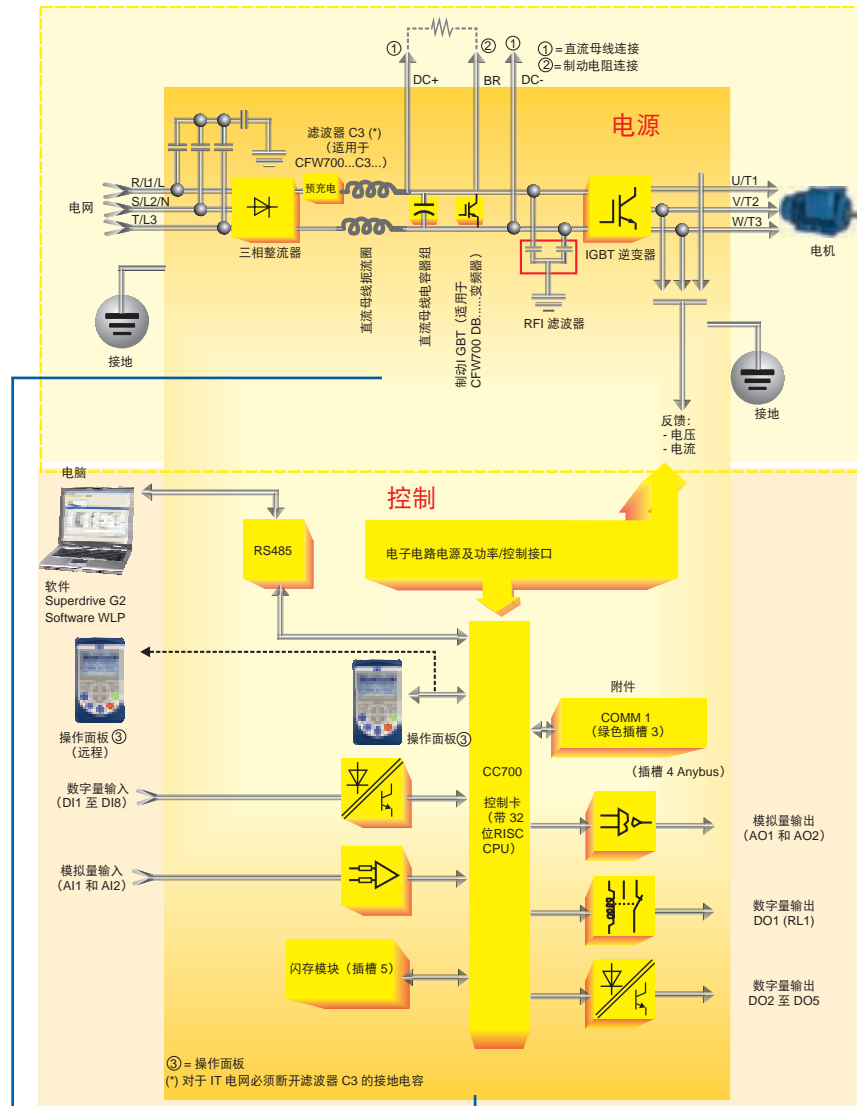 ①=直流母线连接
②=制动电阻连接
① ② ①
DC+ BR DC-
电源
滤波器 C3 (*)
(适用于
CFW700...C3...)
预充电
R/L1/L
S/L2/N
T/L3
电网
三相整流器
直流母线扼流圈
直流母线电容器组
制动I GBT（适用于
CFW700 DB......变频器）
RFI 滤波器
IGBT 逆变器
U/T1
V/T2
W/T3
电机
接地
接地
反馈:
- 电压
- 电流
电脑
控制
RS485
电子电路电源及功率/控制接口
软件
Superdrive G2
Software WLP
操作面板 ③
（远程）
操作面板③
附件
COMM 1
（绿色插槽 3）
（插槽 4 Anybus）
CC700
控制卡
（带 32
位RISC
CPU）
数字量输入
（DI1 至 DI8）
模拟量输入
（AI1 和 AI2）
闪存模块（插槽 5）
模拟量输出
（AO1 和 AO2）
数字量输出
DO1 (RL1)
数字量输出
DO2 至 DO5
③ = 操作面板
(*) 对于 IT 电网必须断开滤波器 C3 的接地电容